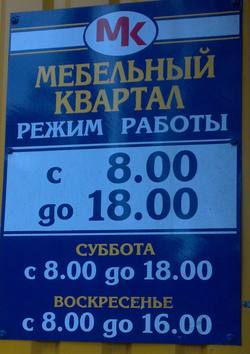 МК
МЕБЕЛЬНЫЙ
КВАРТАЛ
РЕЖИМ РАБОТЫ
с 8.00
до 18.00
СУББОТА
с 8.00 до 18.00
ВОСКРЕСЕНЬЕ
с 8.00 до 16.00